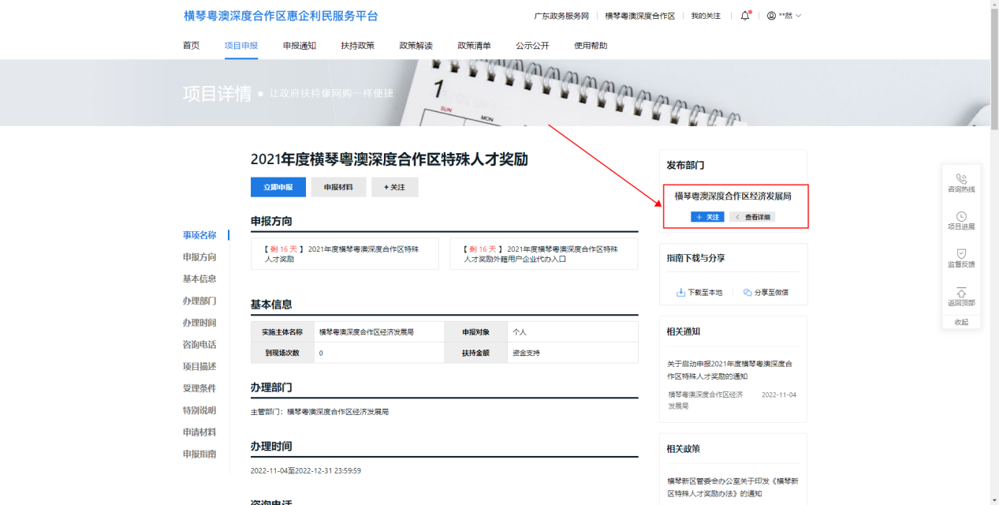 横琴粤澳深度合作区惠企利民服务平台
广东政务服务网 横琴粤澳深度合作区 我的关注 **然
首页 项目申报 申报通知 扶持政策 政策解读 政策清单 公示公开 使用帮助
项目详情 • 让政府扶持像网购一样便捷
1
SUN MON
2021年度横琴粤澳深度合作区特殊人才奖励
立即申报 申报材料 + 关注
事项名称
申报方向
基本信息
办理部门
办理时间
咨询电话
项目描述
受理条件
特别说明
申请材料
申报指南
申报方向
【 剩 16 天 】 2021年度横琴粤澳深度合作区特殊
人才奖励
【 剩 16 天 】 2021年度横琴粤澳深度合作区特殊
人才奖励外籍用户企业代办入口
基本信息
实施主体名称 横琴粤澳深度合作区经济发展局 申报对象 个人
到现场次数 0 扶持金额 资金支持
办理部门
主管部门：横琴粤澳深度合作区经济发展局
办理时间
2022-11-04至2022-12-31 23:59:59
咨询电话
发布部门
横琴粤澳深度合作区经济发展局
+ 关注 < 查看详细
指南下载与分享
下载至本地 分享至微信
相关通知
关于启动申报2021年度横琴粤澳深度合
作区特殊人才奖励的通知
横琴粤澳深度合作区经济 2022-11-04
发展局
相关政策
横琴新区管委会办公室关于印发《横琴新
区特殊人才奖励办法》的通知
咨询热线
项目进展
监督反馈
返回顶部
收起